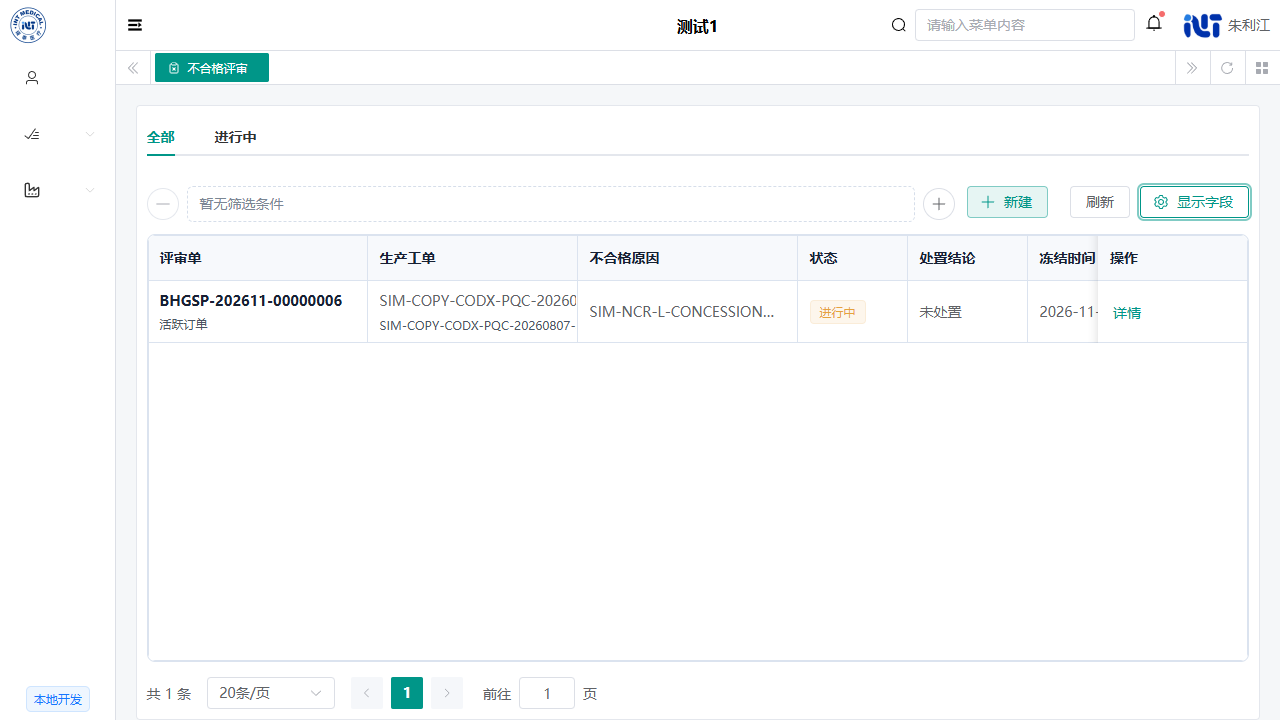 测试1
请输入菜单内容
朱利江
不合格评审
全部
进行中
暂无筛选条件
新建
刷新
显示字段
评审单
生产工单
不合格原因
状态
处置结论
冻结时间
操作
BHGSP-202611-00000006
活跃订单
SIM-COPY-CODX-PQC-20260
SIM-COPY-CODX-PQC-20260807-
SIM-NCR-L-CONCESSION...
进行中
未处置
2026-11-
详情
共 1 条
20条/页
1
前往
1
页
本地开发